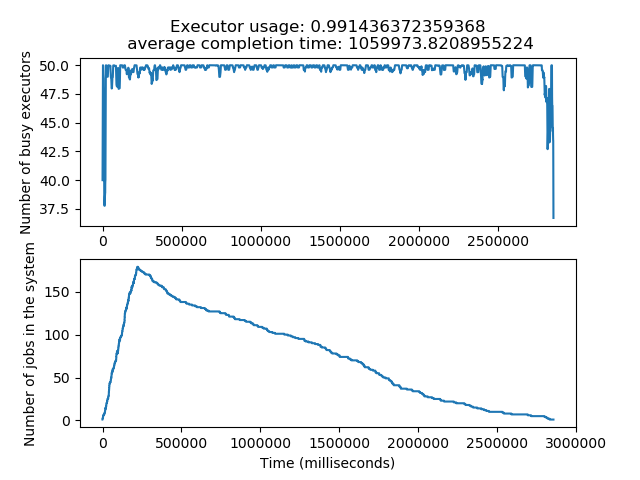 Executor usage: 0.991436372359368
average completion time: 1059973.8208955224
Number of busy executors
50.0
47.5
45.0
42.5
40.0
37.5
0 500000 1000000 1500000 2000000 2500000
Number of jobs in the system
150
100
50
0
0 500000 1000000 1500000 2000000 2500000 3000000
Time (milliseconds)